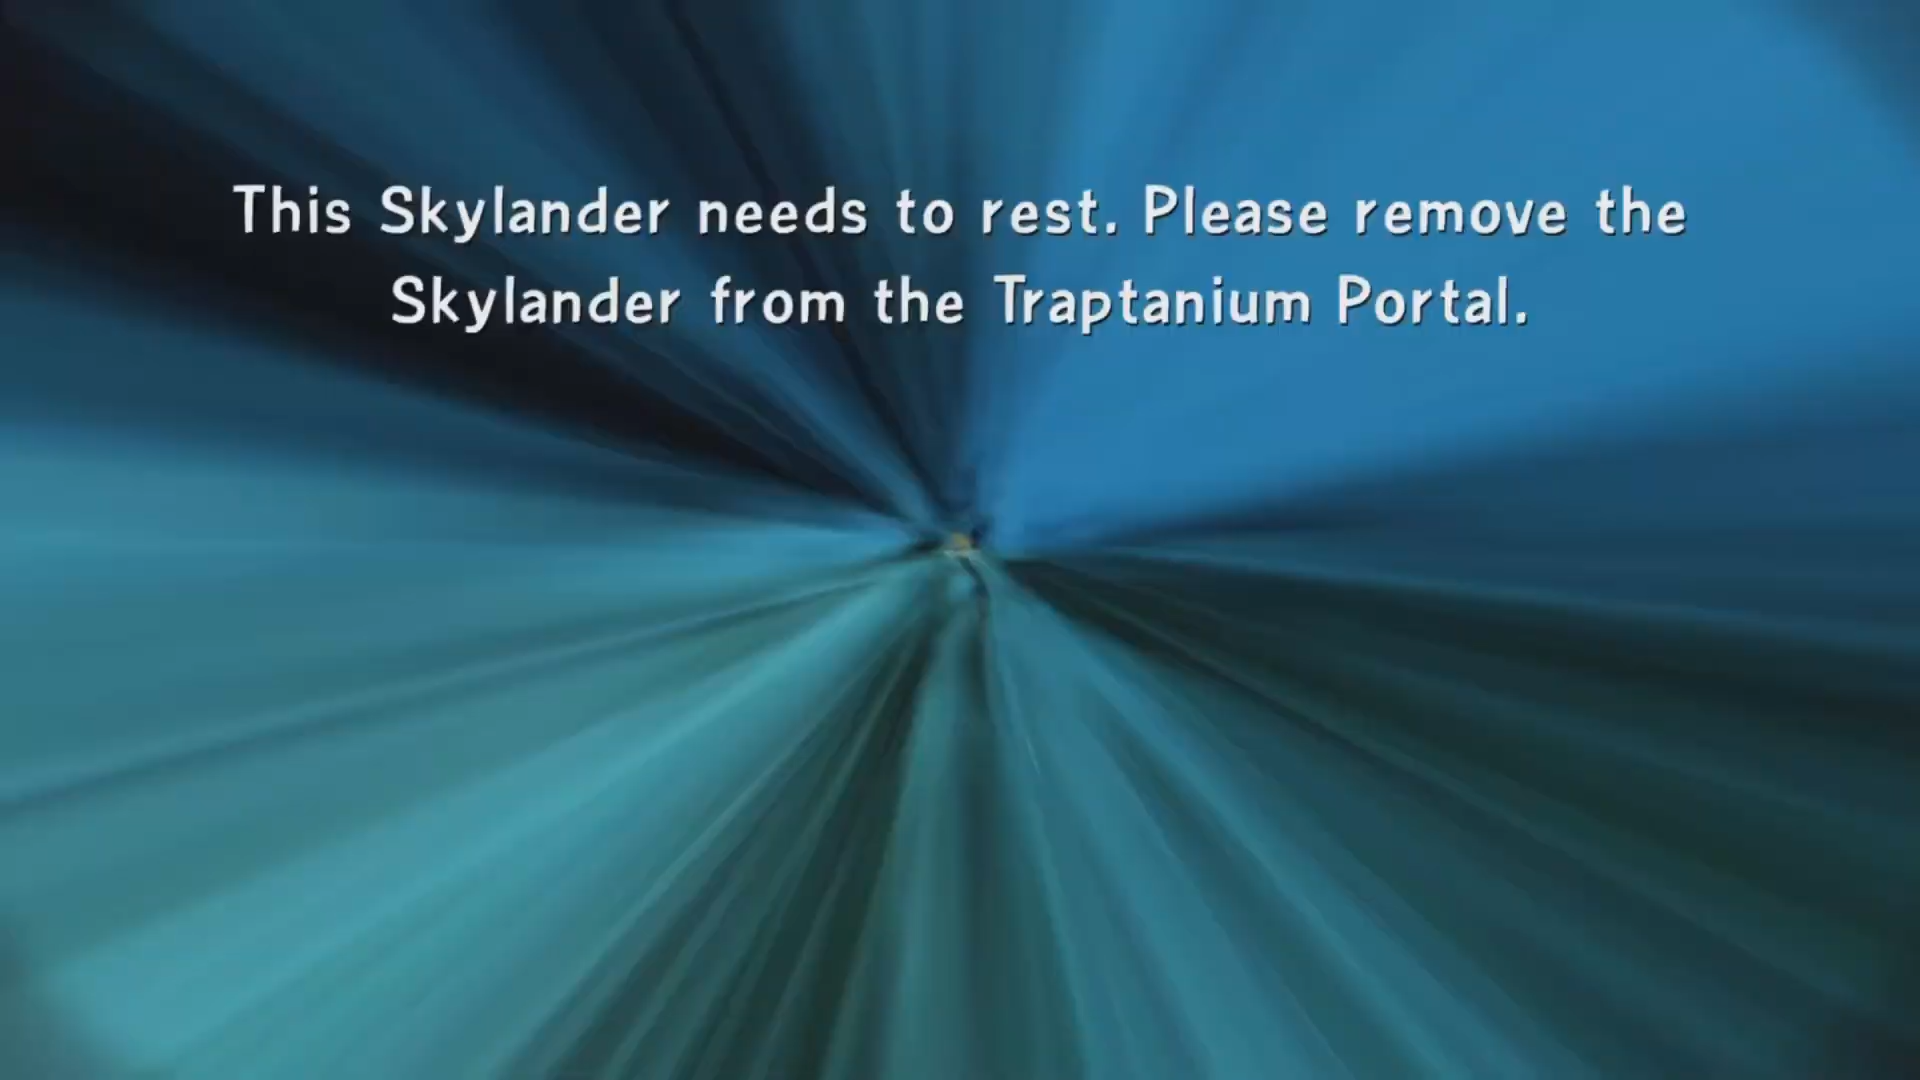 This Skylander needs to rest. Please remove the
Skylander from the Traptanium Portal.